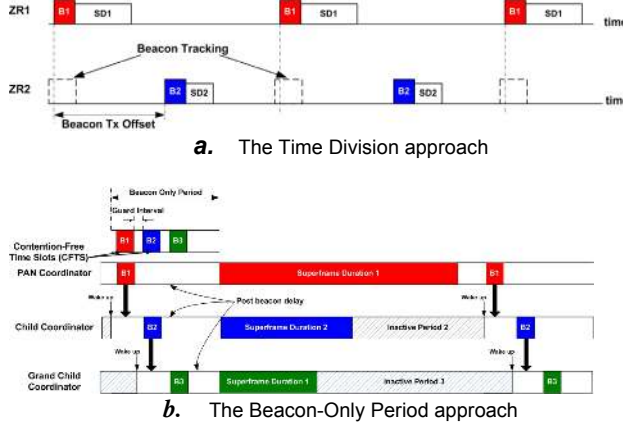 ZR1 B1 SD1 B1 SD1 B1 SD1 time
Beacon Tracking
ZR2 B2 SD2 B2 SD2 time
Beacon Tx Offset
a. The Time Division approach
Beacon Only Period
Guard Interval
Contention-Free
Time Slots (CFTS)
B1 B2 B3
PAN Coordinator B1 Superframe Duration 1 B1
Wake up Post beacon delay Wake up
Child Coordinator B2 Superframe Duration 2 Inactive Period 2 B2
Wake up Wake up
Grand Child
Coordinator
B3 Superframe Duration 1 Inactive Period 3 B3
b. The Beacon-Only Period approach